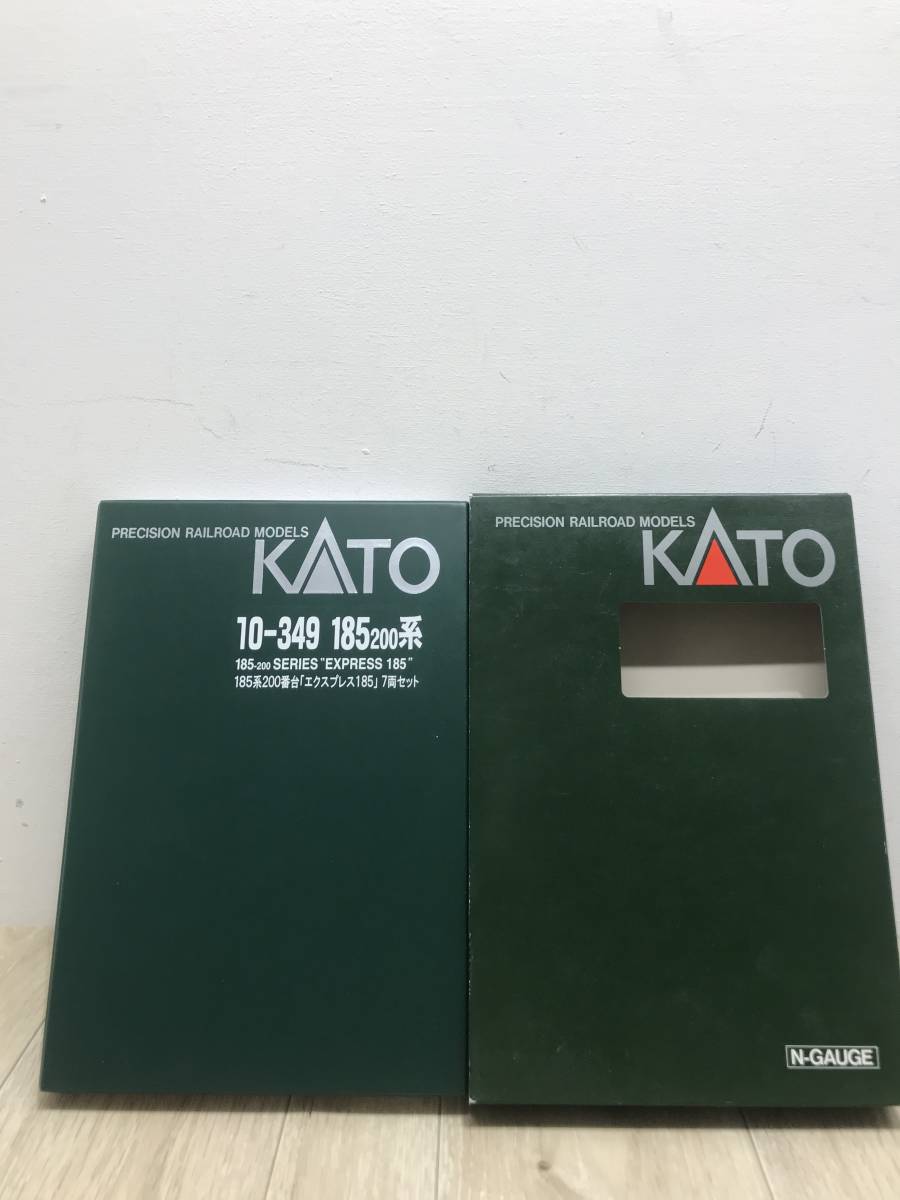 PRECISION RAILROAD MODELS
KATO
10-349 185200系
185-200 SERIES "EXPRESS 185"
185系200番台「エクスプレス185」7両セット
PRECISION RAILROAD MODELS
KATO
N-GAUGE